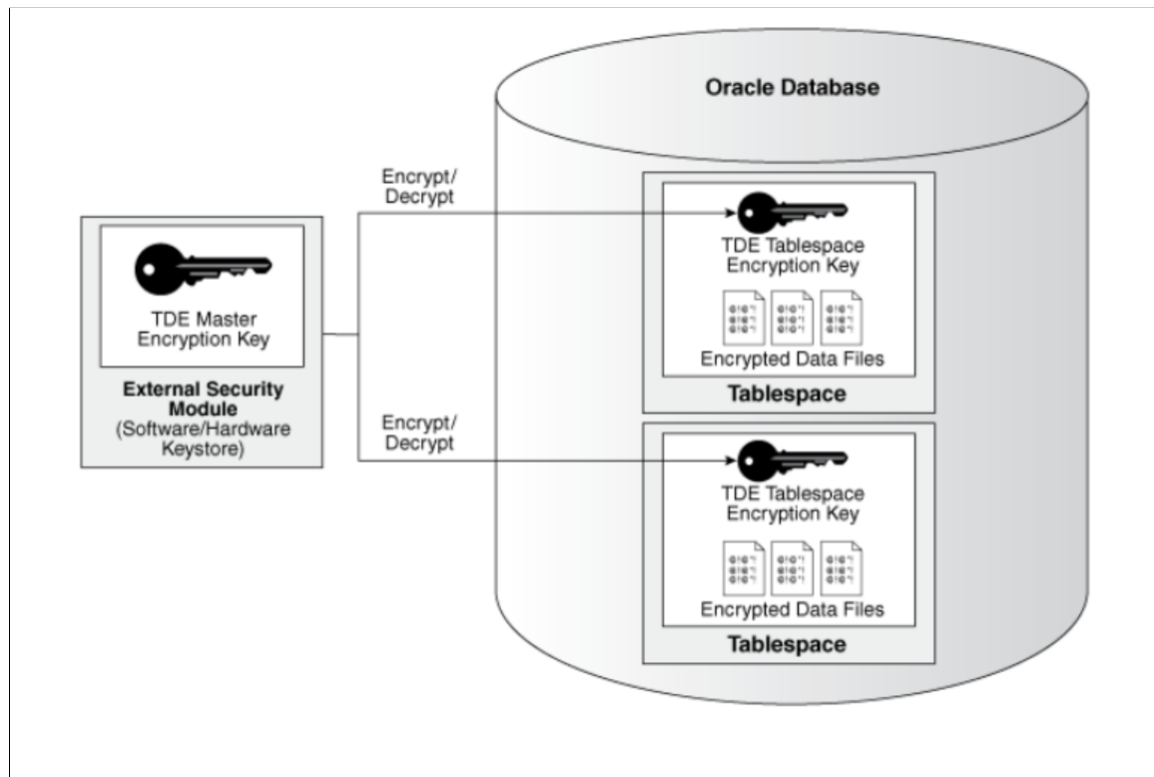 Oracle Database
Encrypt/
Decrypt
TDE Tablespace
Encryption Key
Encrypted Data Files
Tablespace
TDE Master
Encryption Key
External Security
Module
(Software/Hardware
Keystore)
Encrypt/
Decrypt
TDE Tablespace
Encryption Key
Encrypted Data Files
Tablespace